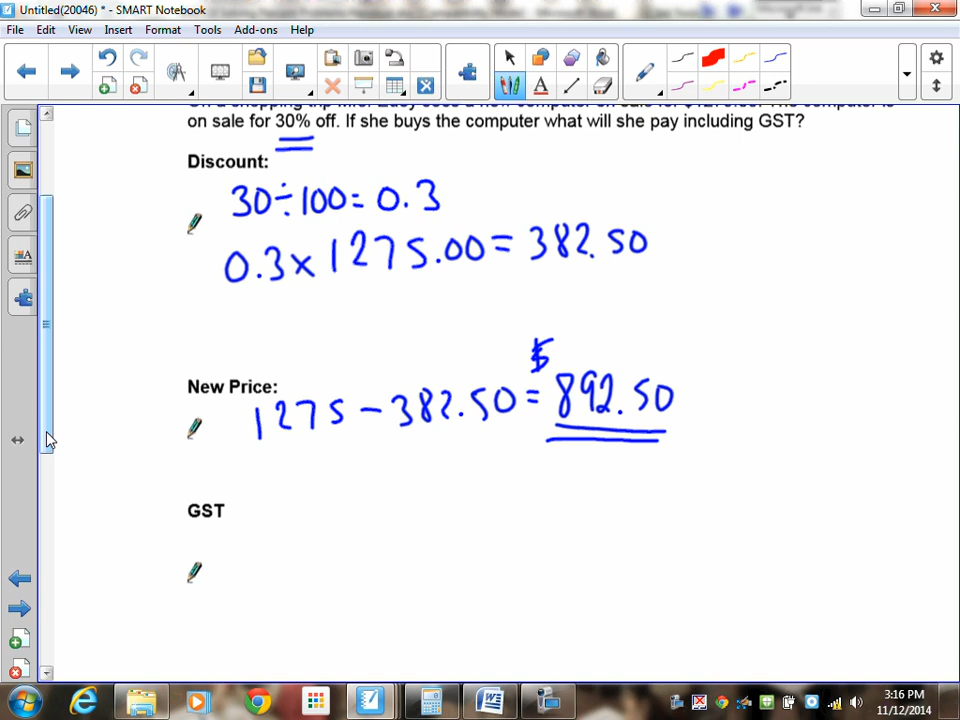 Untitled(20046) * - SMART Notebook
File Edit View Insert Format Tools Add-ons Help
on sale for 30% off. If she buys the computer what will she pay including GST?
Discount:
30÷100= 0.3
0.3x 1275.00= 382.50
$
New Price:
1275 - 382.50 = 892.50
GST
3:16 PM
11/12/2014